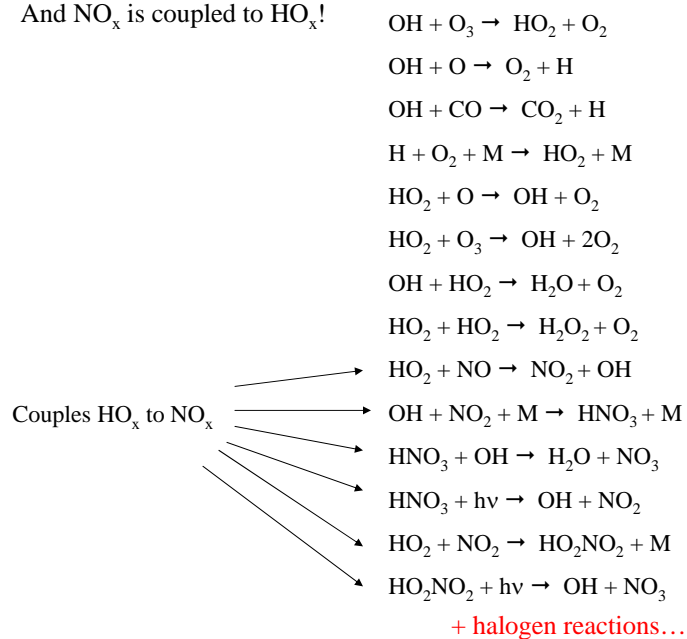 And NOₓ is coupled to HOₓ!
OH + O₃ → HO₂ + O₂
OH + O → O₂ + H
OH + CO → CO₂ + H
H + O₂ + M → HO₂ + M
HO₂ + O → OH + O₂
HO₂ + O₃ → OH + 2O₂
OH + HO₂ → H₂O + O₂
HO₂ + HO₂ → H₂O₂ + O₂
HO₂ + NO → NO₂ + OH
Couples HOₓ to NOₓ
OH + NO₂ + M → HNO₃ + M
HNO₃ + OH → H₂O + NO₃
HNO₃ + hν → OH + NO₂
HO₂ + NO₂ → HO₂NO₂ + M
HO₂NO₂ + hν → OH + NO₃
+ halogen reactions…